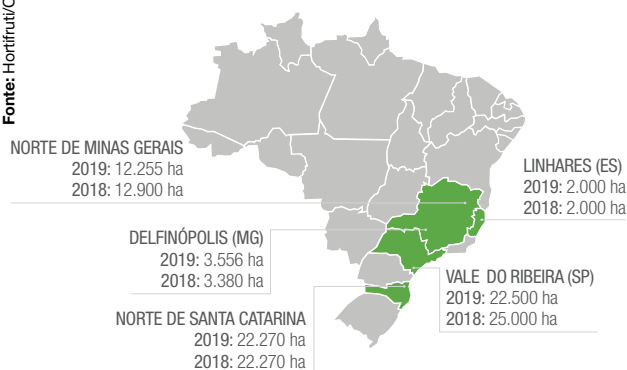 Fonte: Hortifruti/C
NORTE DE MINAS GERAIS
2019: 12.255 ha
2018: 12.900 ha
LINHARES (ES)
2019: 2.000 ha
2018: 2.000 ha
DELFINÓPOLIS (MG)
2019: 3.556 ha
2018: 3.380 ha
VALE DO RIBEIRA (SP)
2019: 22.500 ha
2018: 25.000 ha
NORTE DE SANTA CATARINA
2019: 22.270 ha
2018: 22.270 ha